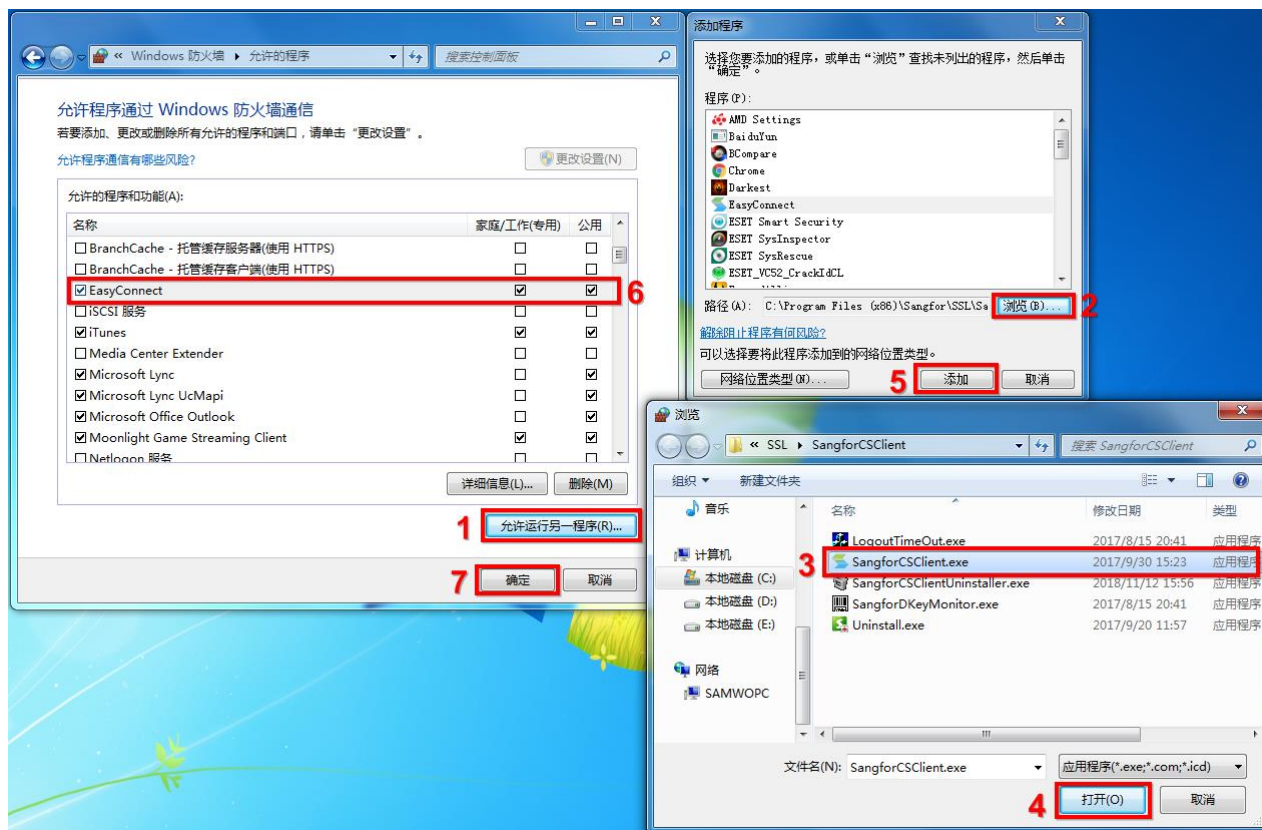 Windows 防火墙 允许的程序
搜索控制面板
允许程序通过 Windows 防火墙通信
若要添加、更改或删除所有允许的程序和端口，请单击“更改设置”。
允许程序通信有哪些风险?
更改设置(N)
允许的程序和功能(A):
名称 家庭/工作(专用) 公用
BranchCache - 托管缓存服务器(使用 HTTPS)
BranchCache - 托管缓存客户端(使用 HTTPS)
EasyConnect
6
iSCSI 服务
iTunes
Media Center Extender
Microsoft Lync
Microsoft Lync UcMapi
Microsoft Office Outlook
Moonlight Game Streaming Client
Netlogon 服务
详细信息(L)... 删除(M)
1 允许运行另一程序(R)...
7 确定 取消
添加程序
选择您要添加的程序，或单击“浏览”查找未列出的程序，然后单击
“确定”。
程序(P):
AMD Settings
BaiduYun
BCompare
Chrome
Darkest
EasyConnect
ESET Smart Security
ESET SysInspector
ESET SysRescue
ESET_VC52_CrackIdCL
路径(A): C:\Program Files (x86)\Sangfor\SSL\Sa 浏览(B)... 2
解除阻止程序有何风险?
可以选择要将此程序添加到的网络位置类型。
网络位置类型(N)... 5 添加 取消
浏览
SSL SangforCSClient
搜索 SangforCSClient
组织 新建文件夹
音乐
计算机
本地磁盘 (C:)
本地磁盘 (D:)
本地磁盘 (E:)
网络
SAMWOPC
名称 修改日期 类型
LogoutTimeOut.exe 2017/8/15 20:41 应用程序
3 SangforCSClient.exe 2017/9/30 15:23 应用程序
SangforCSClientUninstaller.exe 2018/11/12 15:56 应用程序
SangforDKeyMonitor.exe 2017/8/15 20:41 应用程序
Uninstall.exe 2017/9/20 11:57 应用程序
文件名(N): SangforCSClient.exe 应用程序(*.exe;*.com;*.icd)
4 打开(O) 取消